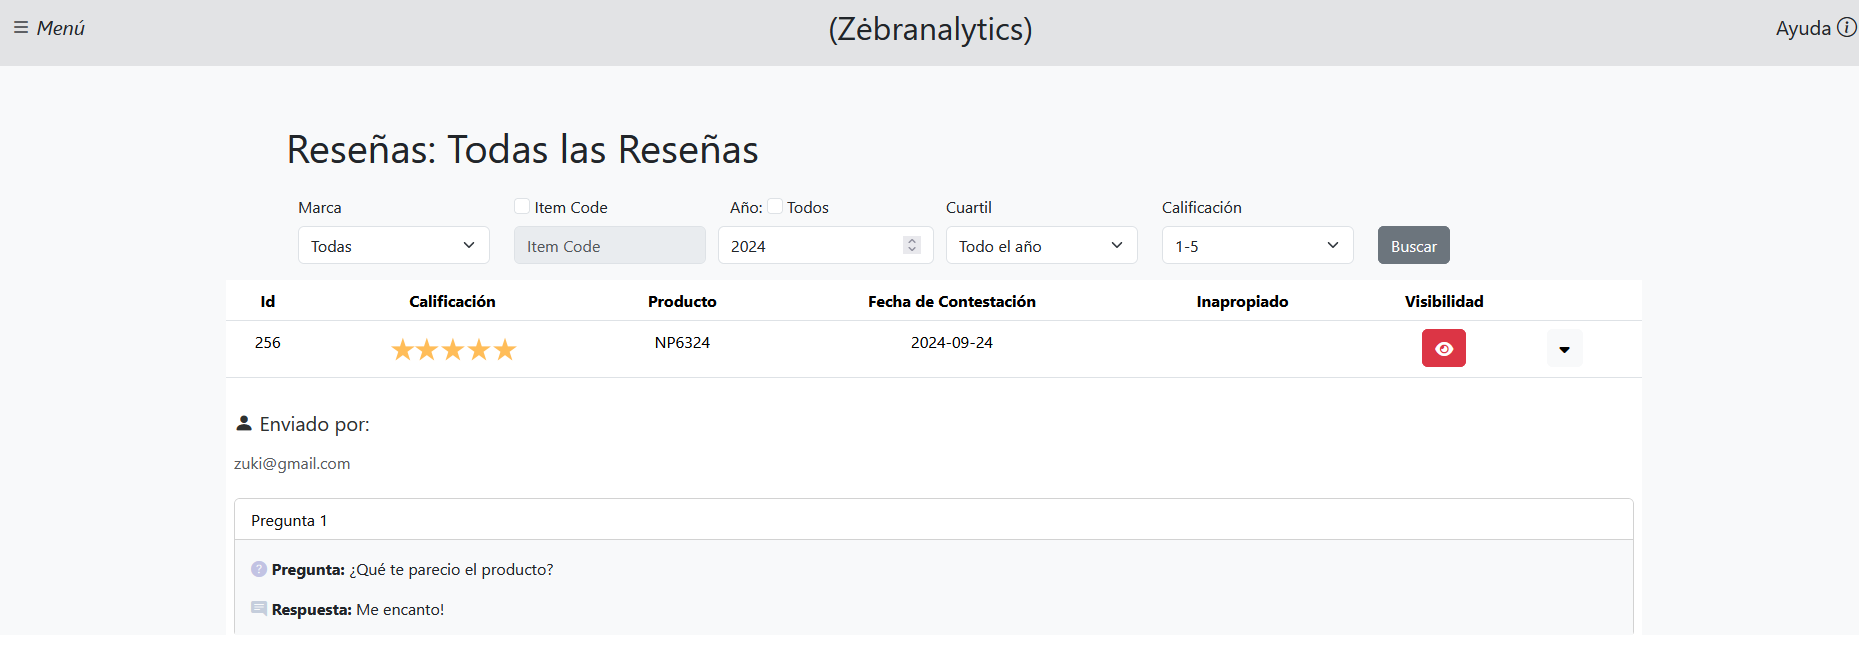 Menú
(Zėbranalytics)
Ayuda
Reseñas: Todas las Reseñas
Marca
Item Code
Año:
Todos
Cuartil
Calificación
Todas
Item Code
2024
Todo el año
1-5
Buscar
Id Calificación Producto Fecha de Contestación Inapropiado Visibilidad
256 NP6324 2024-09-24
Enviado por:
zuki@gmail.com
Pregunta 1
Pregunta: ¿Qué te parecio el producto?
Respuesta: Me encanto!